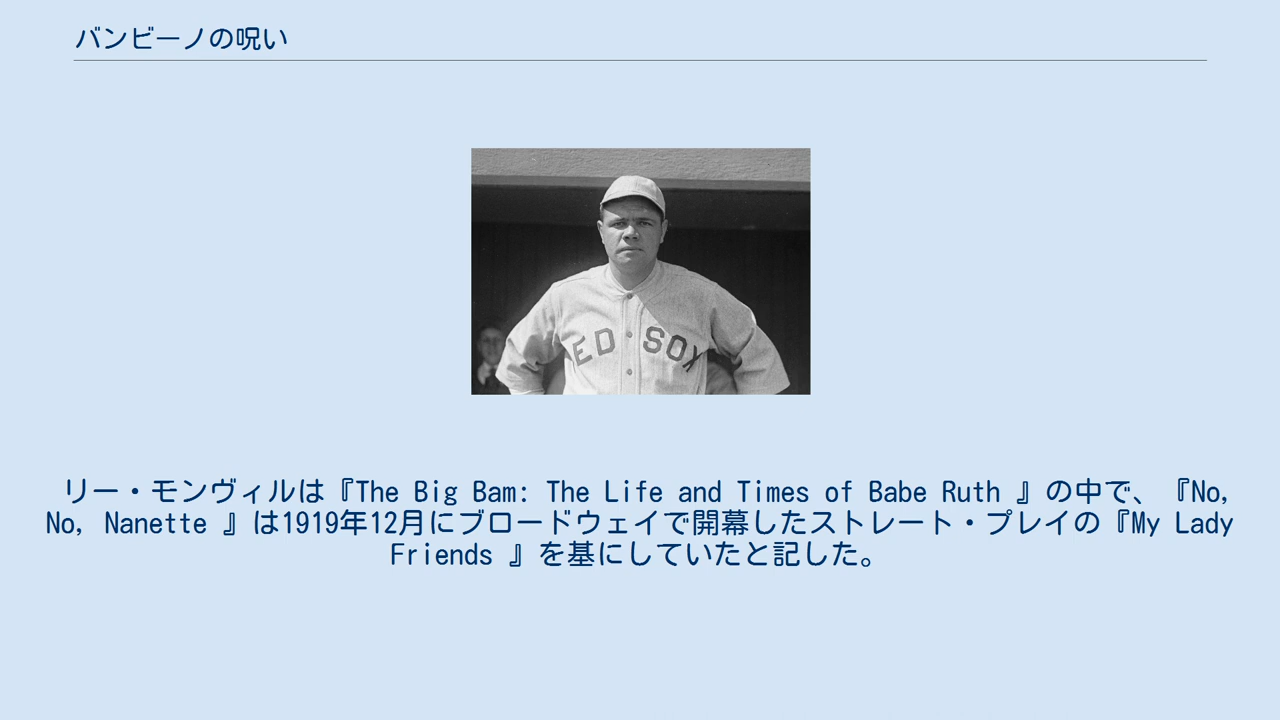 バンビーノの呪い
ED SOX
リー・モンヴィルは『The Big Bam: The Life and Times of Babe Ruth 』の中で、『No,
No, Nanette 』は1919年12月にブロードウェイで開幕したストレート・プレイの『My Lady
Friends 』を基にしていたと記した。